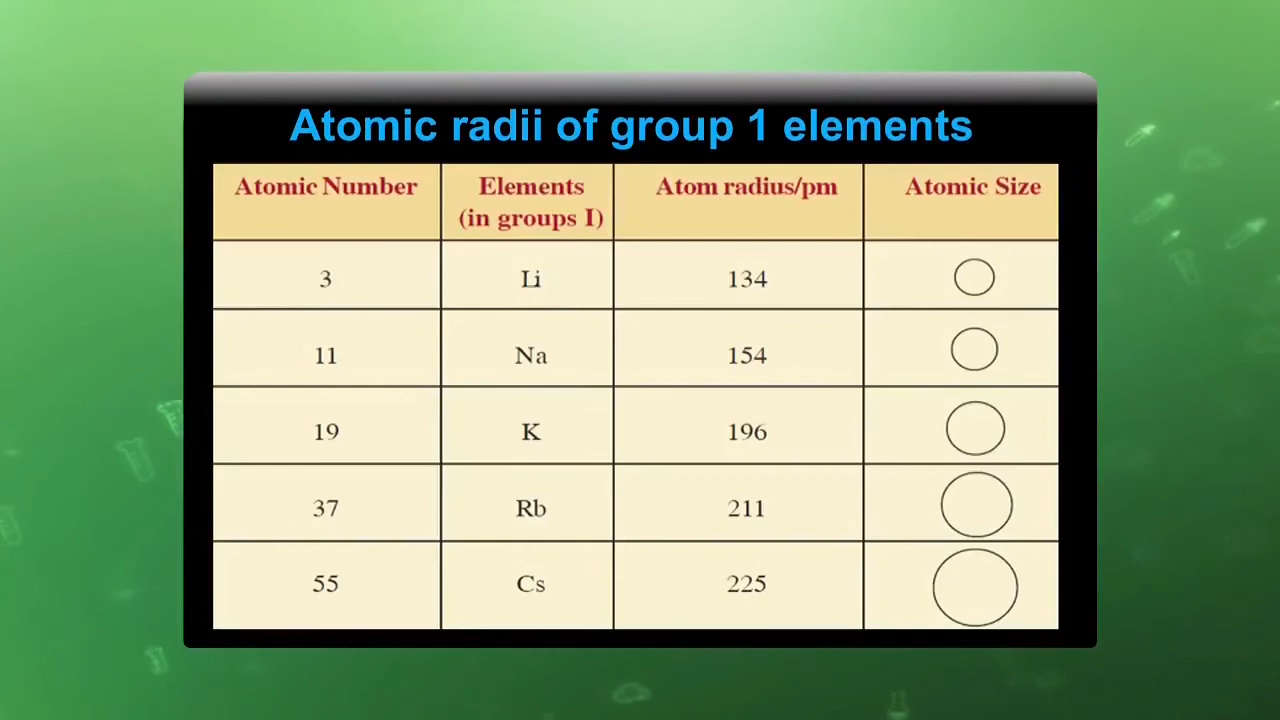 Atomic radii of group 1 elements
Atomic Number Elements (in groups I) Atom radius/pm Atomic Size
3 Li 134
11 Na 154
19 K 196
37 Rb 211
55 Cs 225